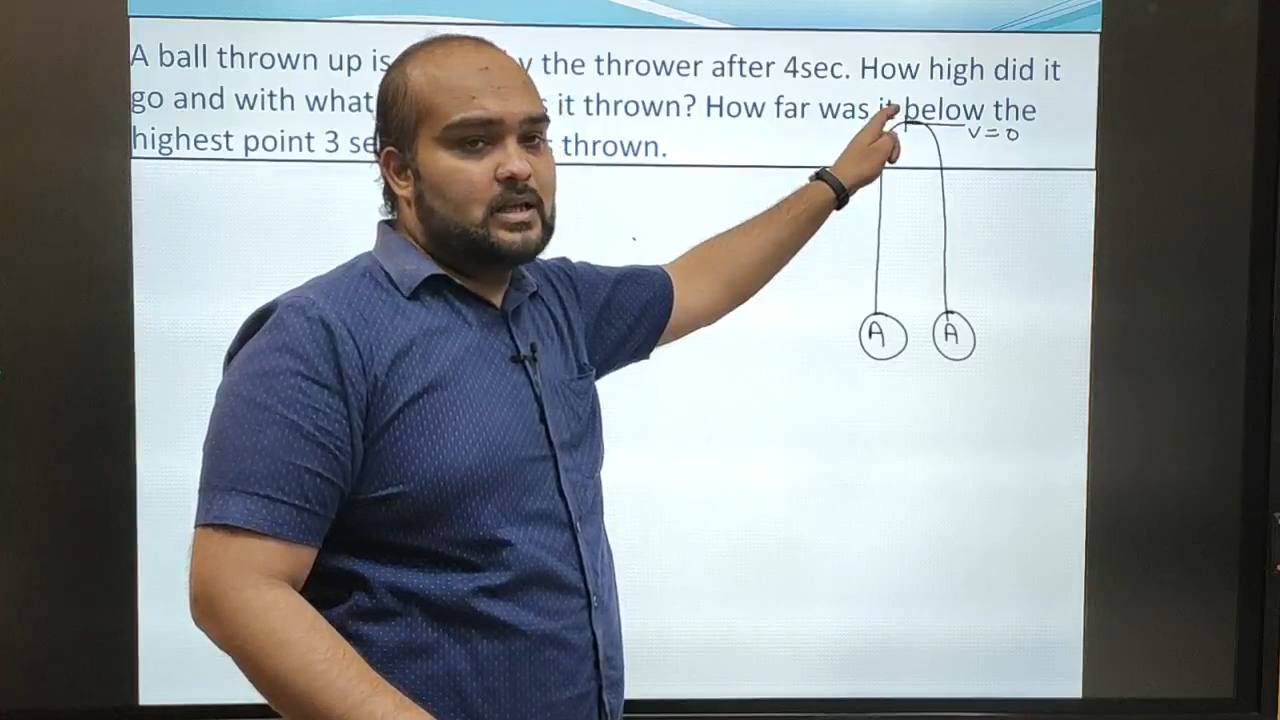 A ball thrown up is y the thrower after 4sec. How high did it
go and with what s it thrown? How far was it below the
highest point 3 se s thrown.
v=0
A A